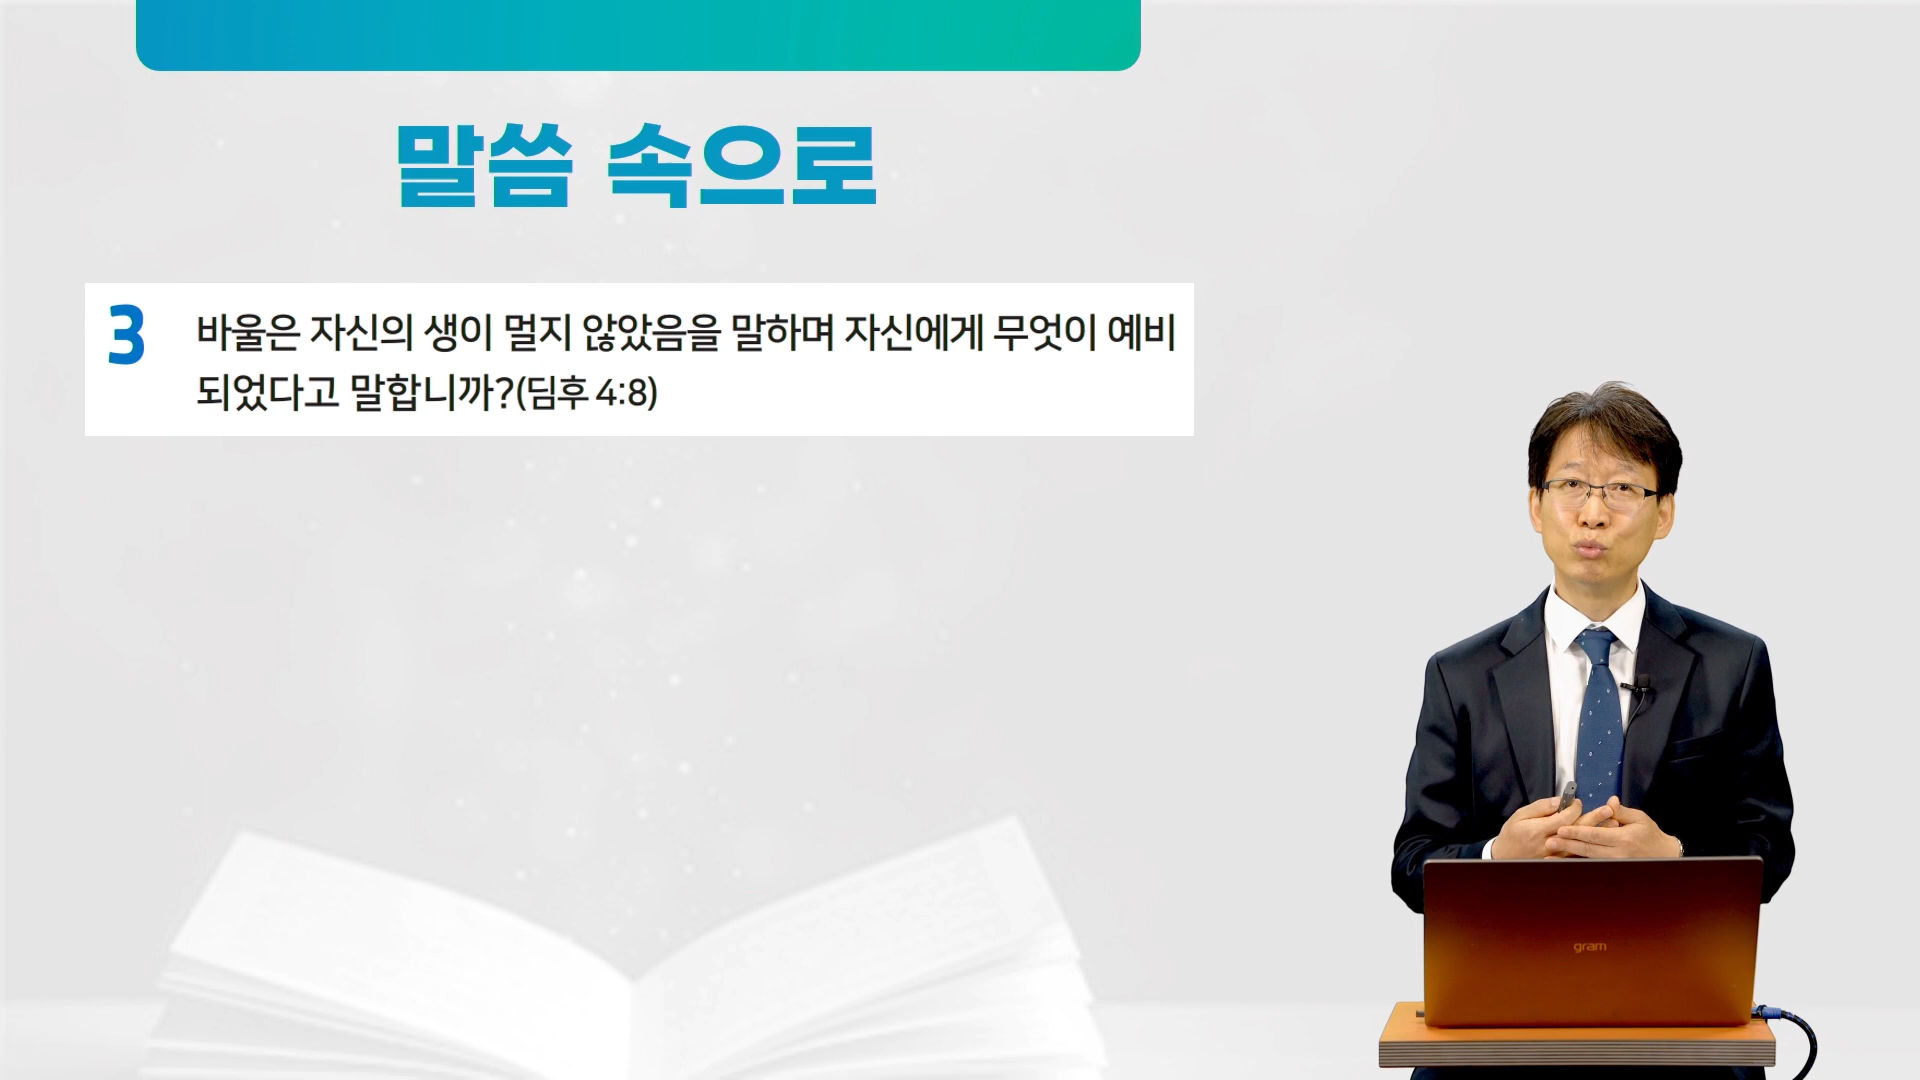 말씀 속으로
3 바울은 자신의 생이 멀지 않았음을 말하며 자신에게 무엇이 예비
되었다고 말합니까?(딤후 4:8)
gram